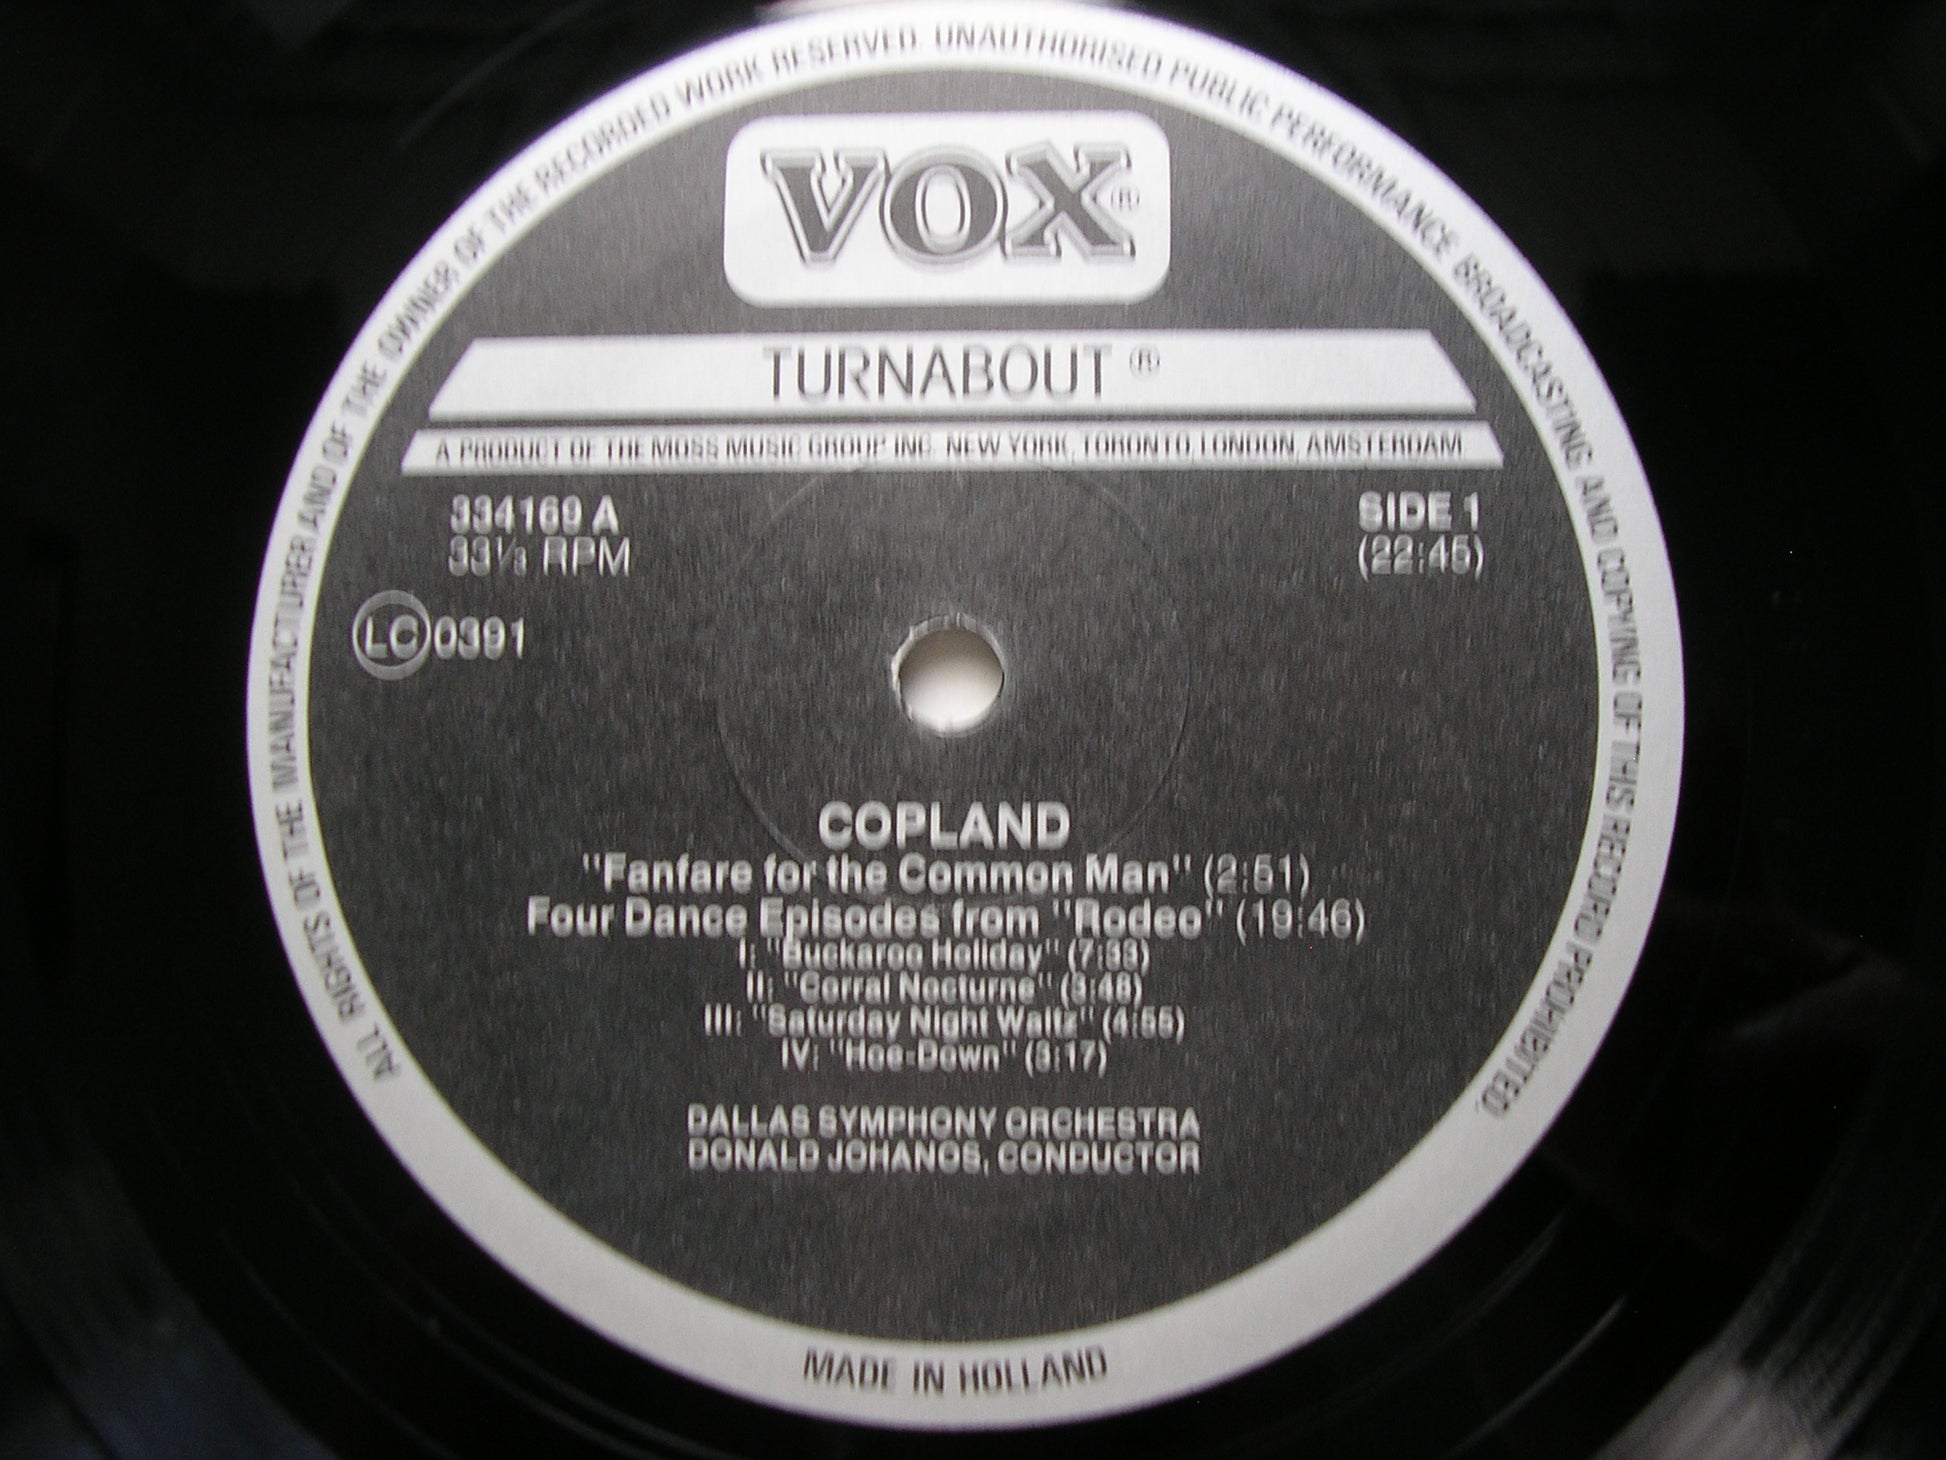 ALL RIGHTS OF THE MANUFACTURER AND OF THE OWNER OF THE RECORDED WORK RESERVED. UNAUTHORISED PUBLIC PERFORMANCE, BROADCASTING AND COPYING OF THIS RECORD PROHIBITED.
VOX®
TURNABOUT ®
A PRODUCT OF THE MOSS MUSIC GROUP INC. NEW YORK, TORONTO, LONDON, AMSTERDAM
334169 A SIDE 1
33⅓ RPM (22:45)
LC 0391
COPLAND
"Fanfare for the Common Man" (2:51)
Four Dance Episodes from "Rodeo" (19:46)
I: "Buckaroo Holiday" (7:33)
II: "Corral Nocturne" (3:48)
III: "Saturday Night Waltz" (4:55)
IV: "Hoe-Down" (3:17)
DALLAS SYMPHONY ORCHESTRA
DONALD JOHANOS, CONDUCTOR
MADE IN HOLLAND